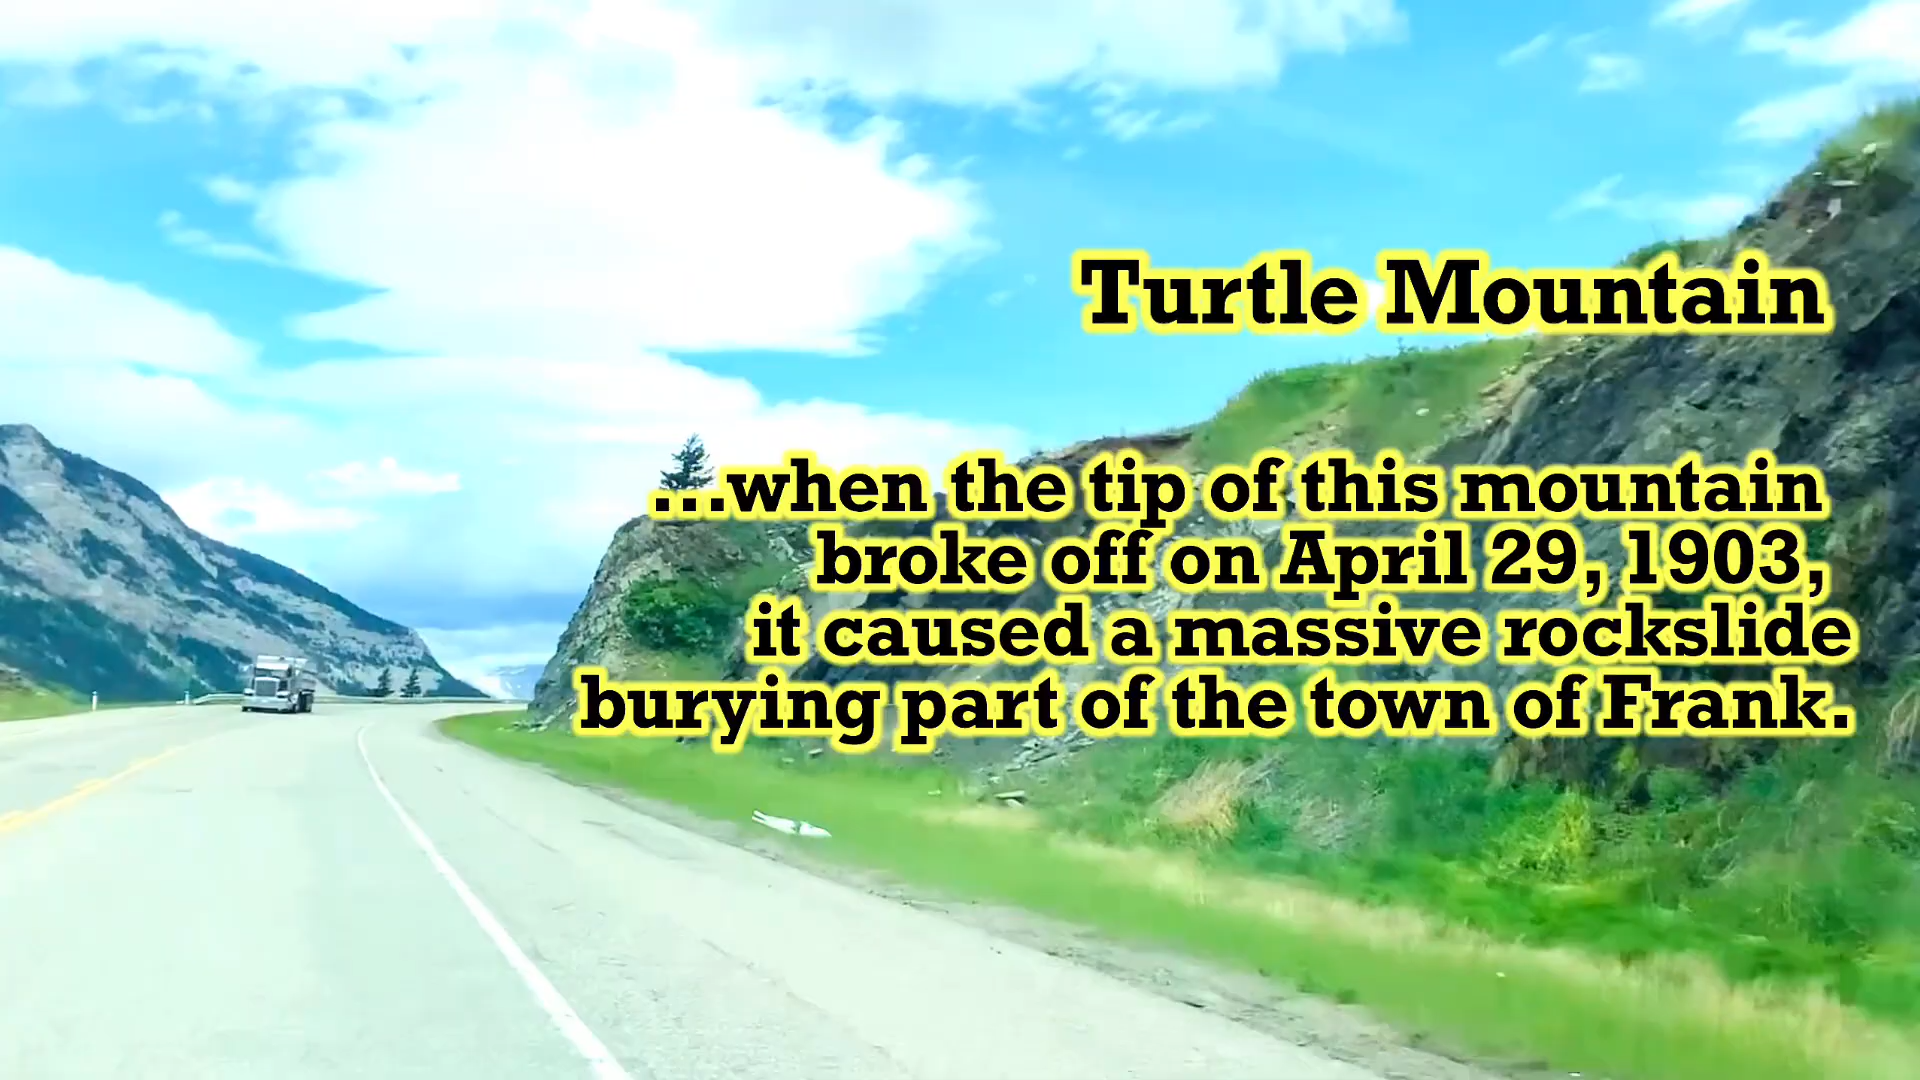 Turtle Mountain
...when the tip of this mountain
broke off on April 29, 1903,
it caused a massive rockslide
burying part of the town of Frank.